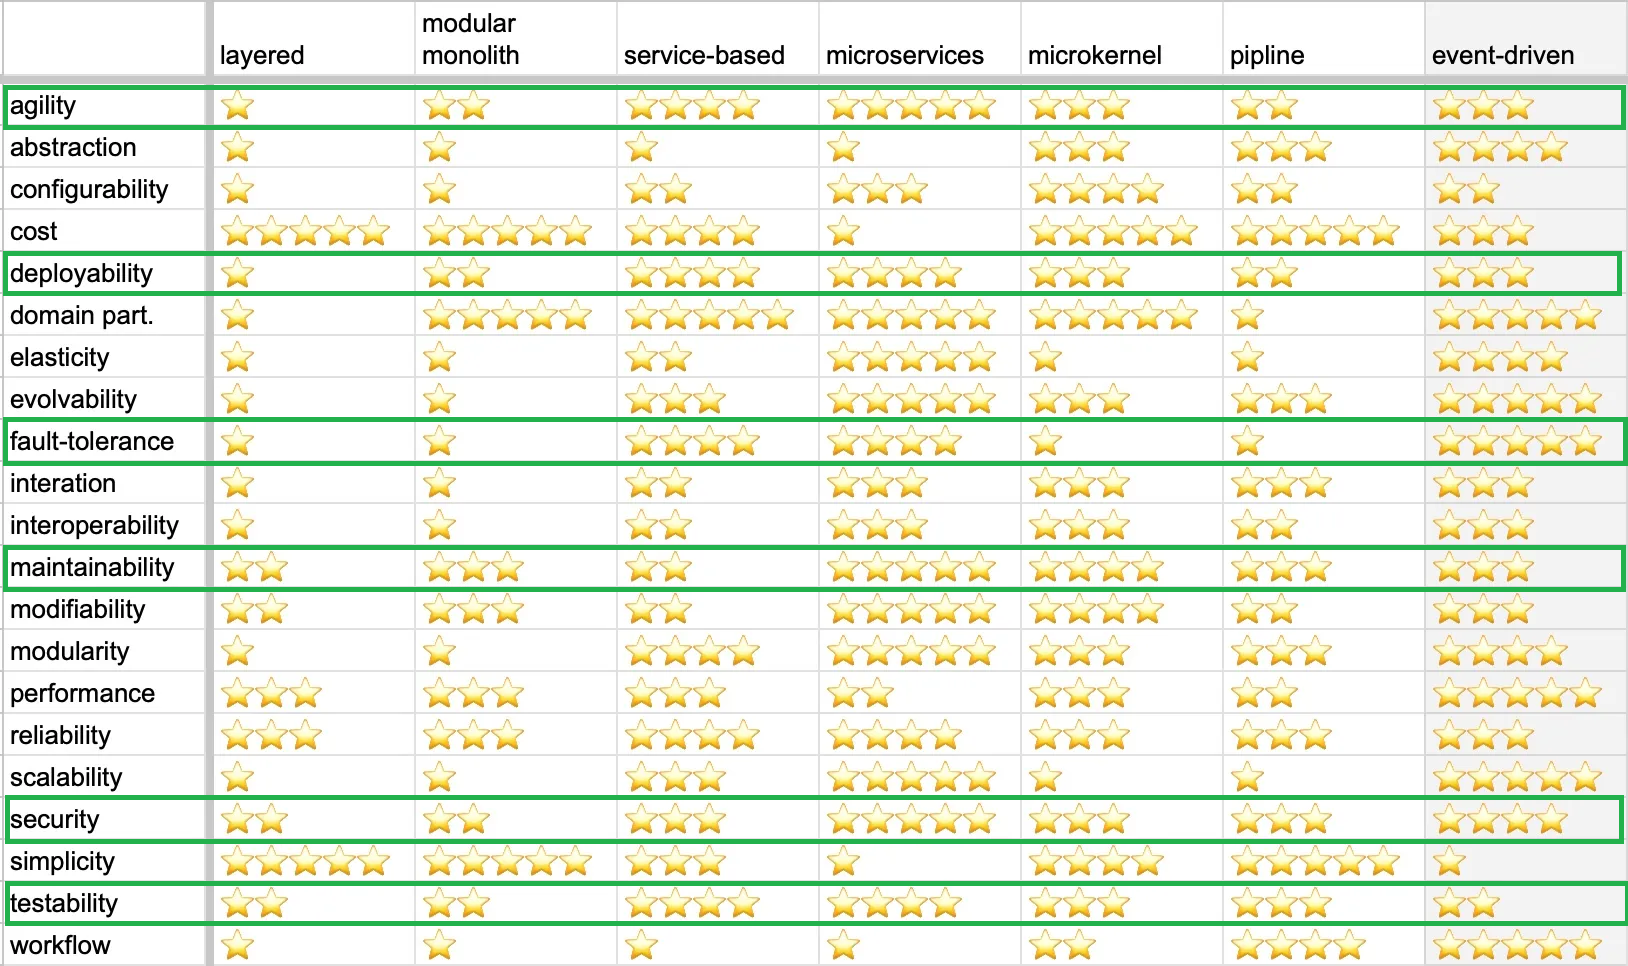 layered
modular
monolith
service-based
microservices
microkernel
pipline
event-driven
agility
abstraction
configurability
cost
deployability
domain part.
elasticity
evolvability
fault-tolerance
interation
interoperability
maintainability
modifiability
modularity
performance
reliability
scalability
security
simplicity
testability
workflow